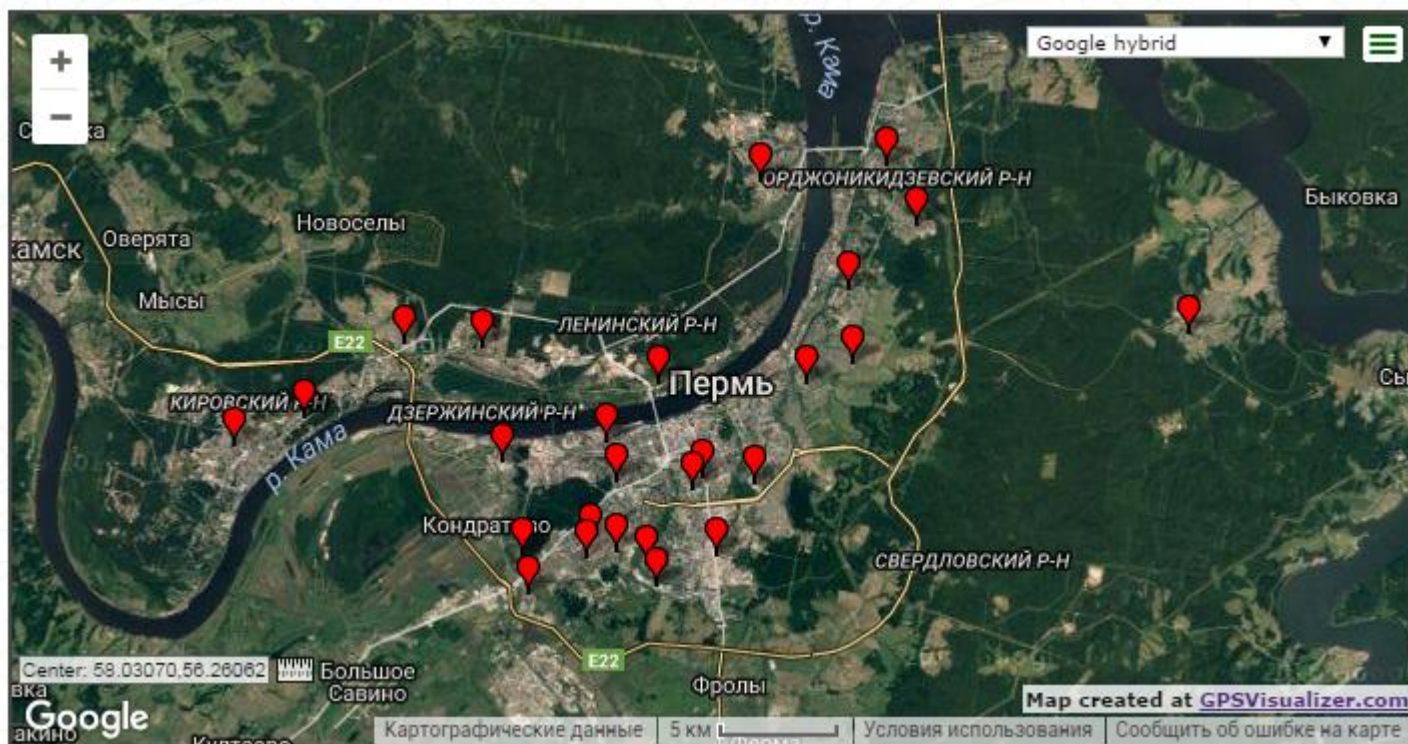 +
Google hybrid
р. Кама
−
ОРДЖОНИКИДЗЕВСКИЙ Р-Н
Быковка
Новоселы
Оверята
камск
Мысы
ЛЕНИНСКИЙ Р-Н
E22
Пермь
КИРОВСКИЙ Р-Н
ДЗЕРЖИНСКИЙ Р-Н
р. Кама
СВЕРДЛОВСКИЙ Р-Н
E22
Center: 58.03070,56.26062
Большое
Савино
Фролы
Map created at GPSVisualizer.com
Google
Картографические данные
5 км
Условия использования
Сообщить об ошибке на карте